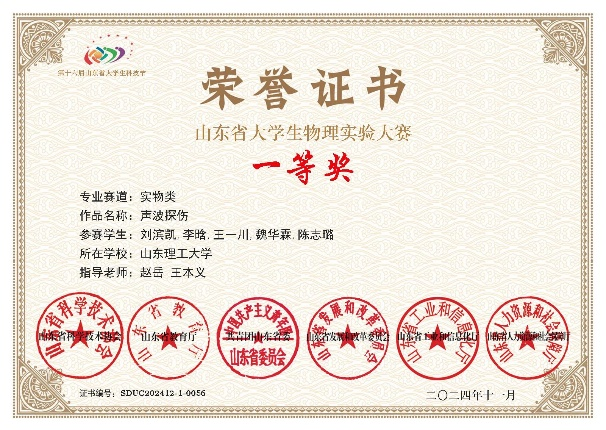 第十六届山东省大学生科技节
荣誉证书
山东省大学生物理实验大赛
一等奖
专业赛道：实物类
作品名称：声波探伤
参赛学生：刘滨凯,李晗,王一川,魏华霖,陈志璐
所在学校：山东理工大学
指导老师：赵岳 王本义
山东省科学技术协会 山东省教育厅 共青团山东省委 山东省发展和改革委员会 山东省工业和信息化厅 山东省人力资源和社会保障厅
证书编号：SDUC202412-1-0056
二〇二四年十一月